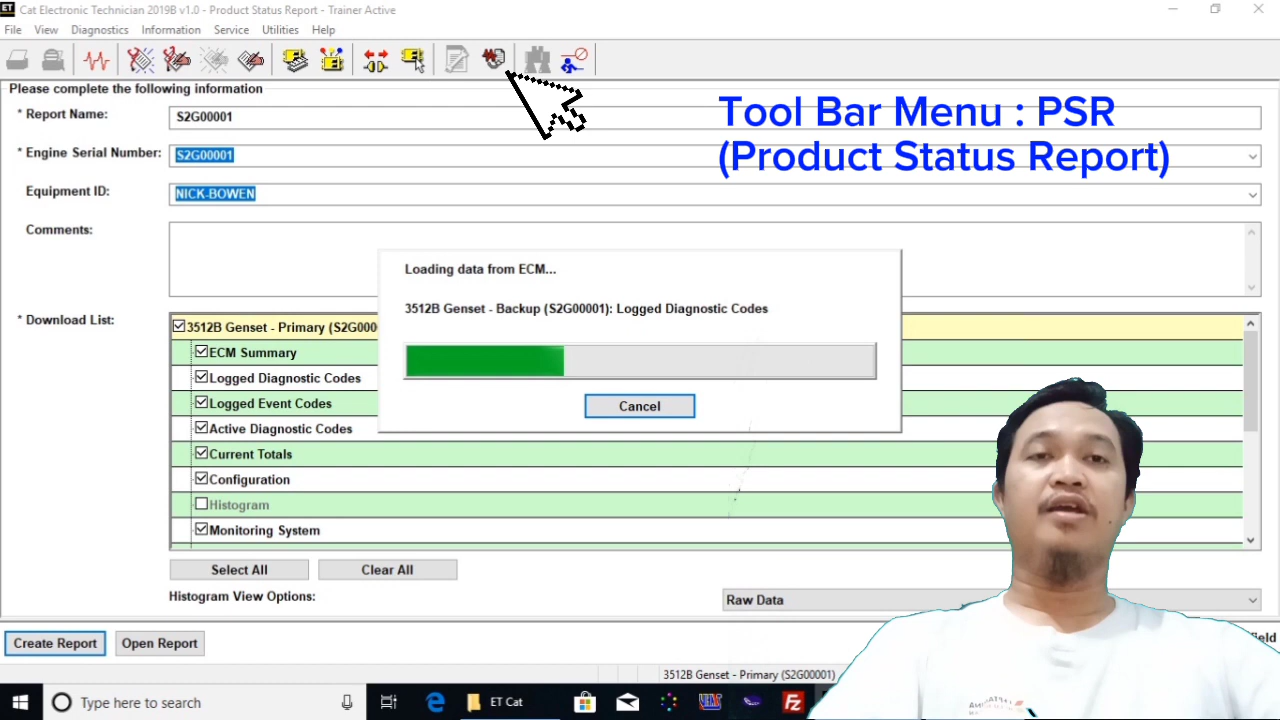 ET Cat Electronic Technician 2019B v1.0 - Product Status Report - Trainer Active
File View Diagnostics Information Service Utilities Help
Please complete the following information
Tool Bar Menu : PSR
(Product Status Report)
* Report Name: S2G00001
* Engine Serial Number: S2G00001
Equipment ID: NICK-BOWEN
Comments:
Loading data from ECM...
3512B Genset - Backup (S2G00001): Logged Diagnostic Codes
Cancel
* Download List:
3512B Genset - Primary (S2G000
ECM Summary
Logged Diagnostic Codes
Logged Event Codes
Active Diagnostic Codes
Current Totals
Configuration
Histogram
Monitoring System
Select All Clear All
Histogram View Options: Raw Data
Create Report Open Report ield
3512B Genset - Primary (S2G00001)
Type here to search ET Cat